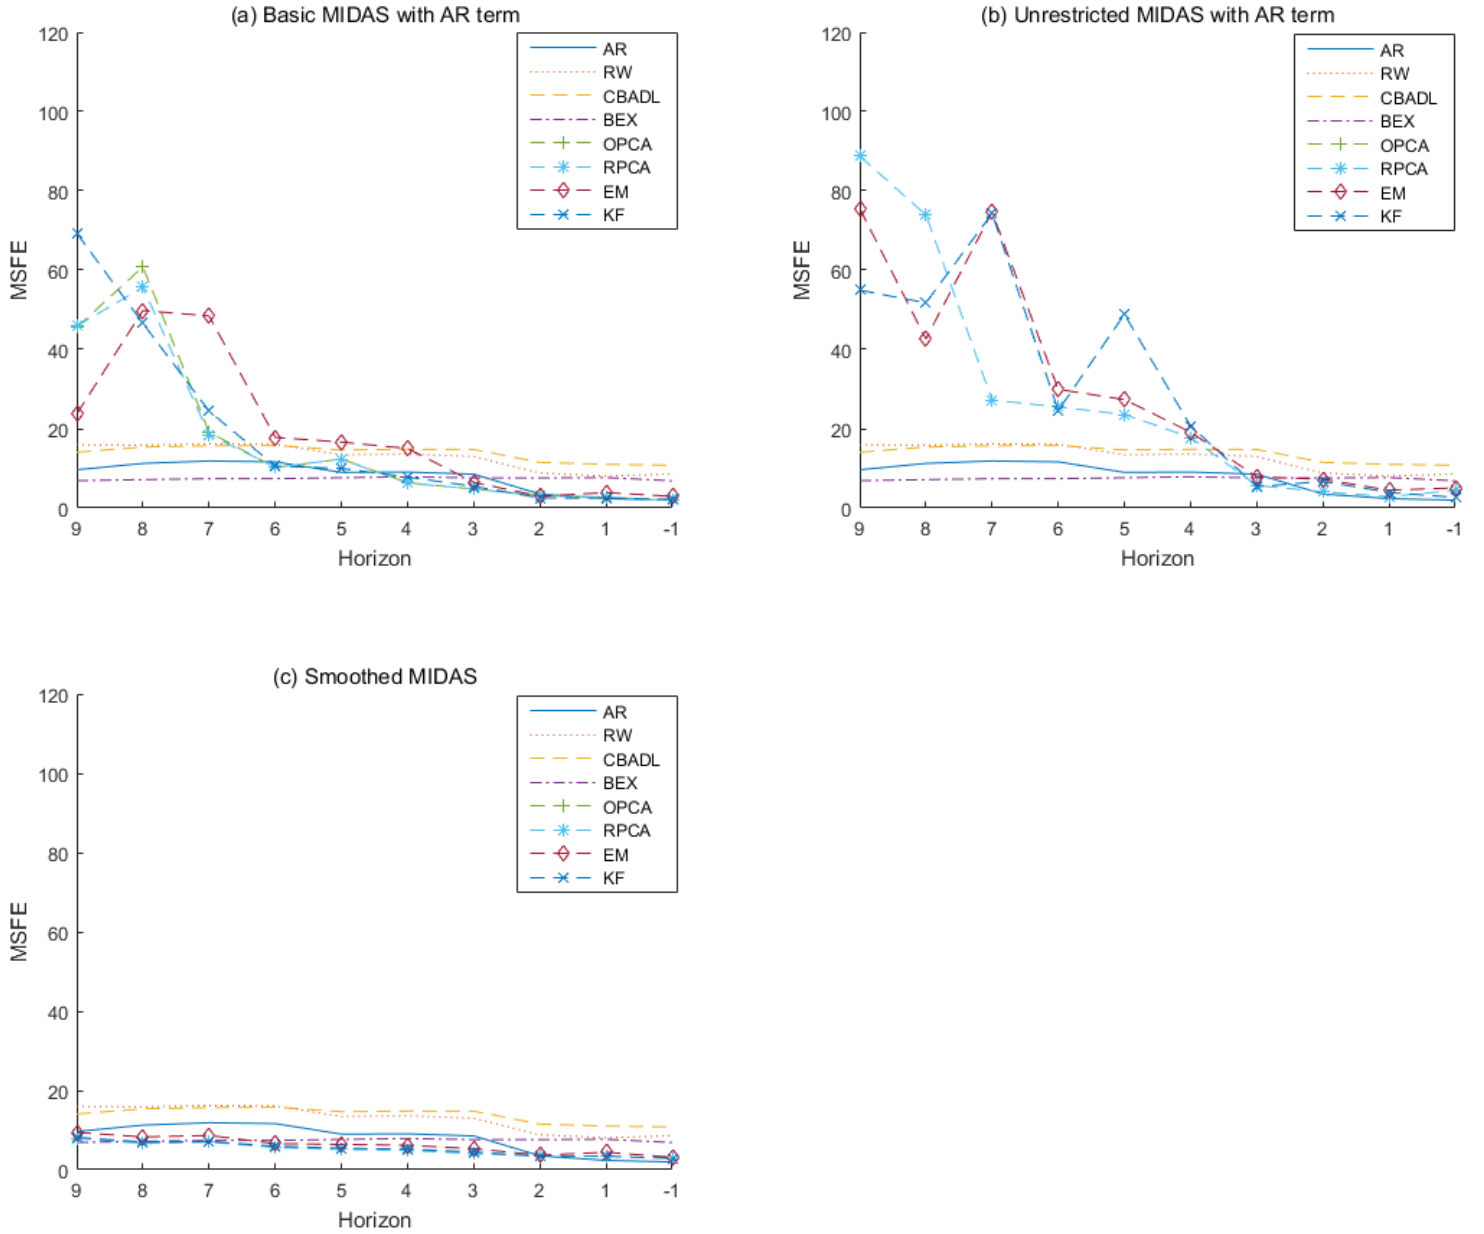 (a) Basic MIDAS with AR term
120
100
80
60
40
20
0
MSFE
9 8 7 6 5 4 3 2 1 -1
Horizon
AR
RW
CBADL
BEX
OPCA
RPCA
EM
KF
(b) Unrestricted MIDAS with AR term
120
100
80
60
40
20
0
MSFE
9 8 7 6 5 4 3 2 1 -1
Horizon
AR
RW
CBADL
BEX
OPCA
RPCA
EM
KF
(c) Smoothed MIDAS
120
100
80
60
40
20
0
MSFE
9 8 7 6 5 4 3 2 1 -1
Horizon
AR
RW
CBADL
BEX
OPCA
RPCA
EM
KF